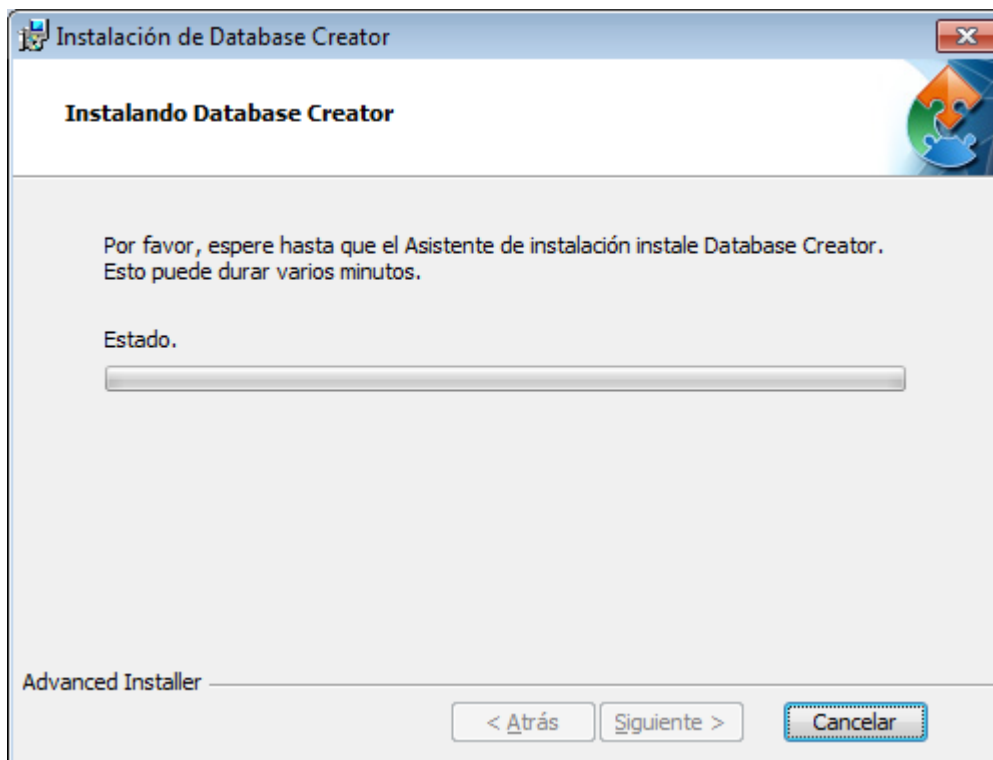 Instalación de Database Creator
Instalando Database Creator
Por favor, espere hasta que el Asistente de instalación instale Database Creator.
Esto puede durar varios minutos.
Estado.
Advanced Installer
< Atrás
Siguiente >
Cancelar